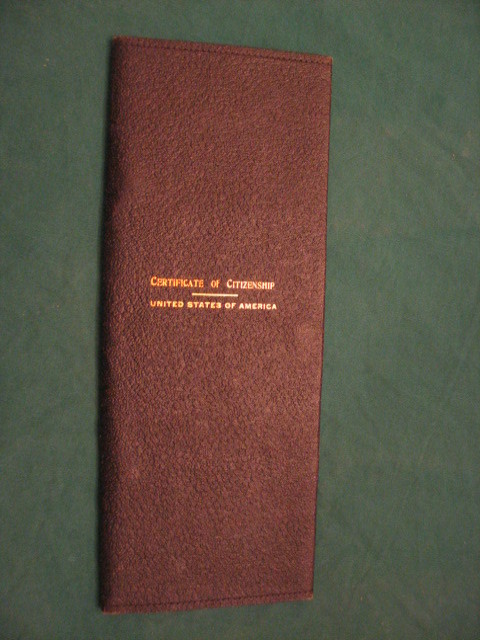 Certificate of Citizenship
UNITED STATES OF AMERICA